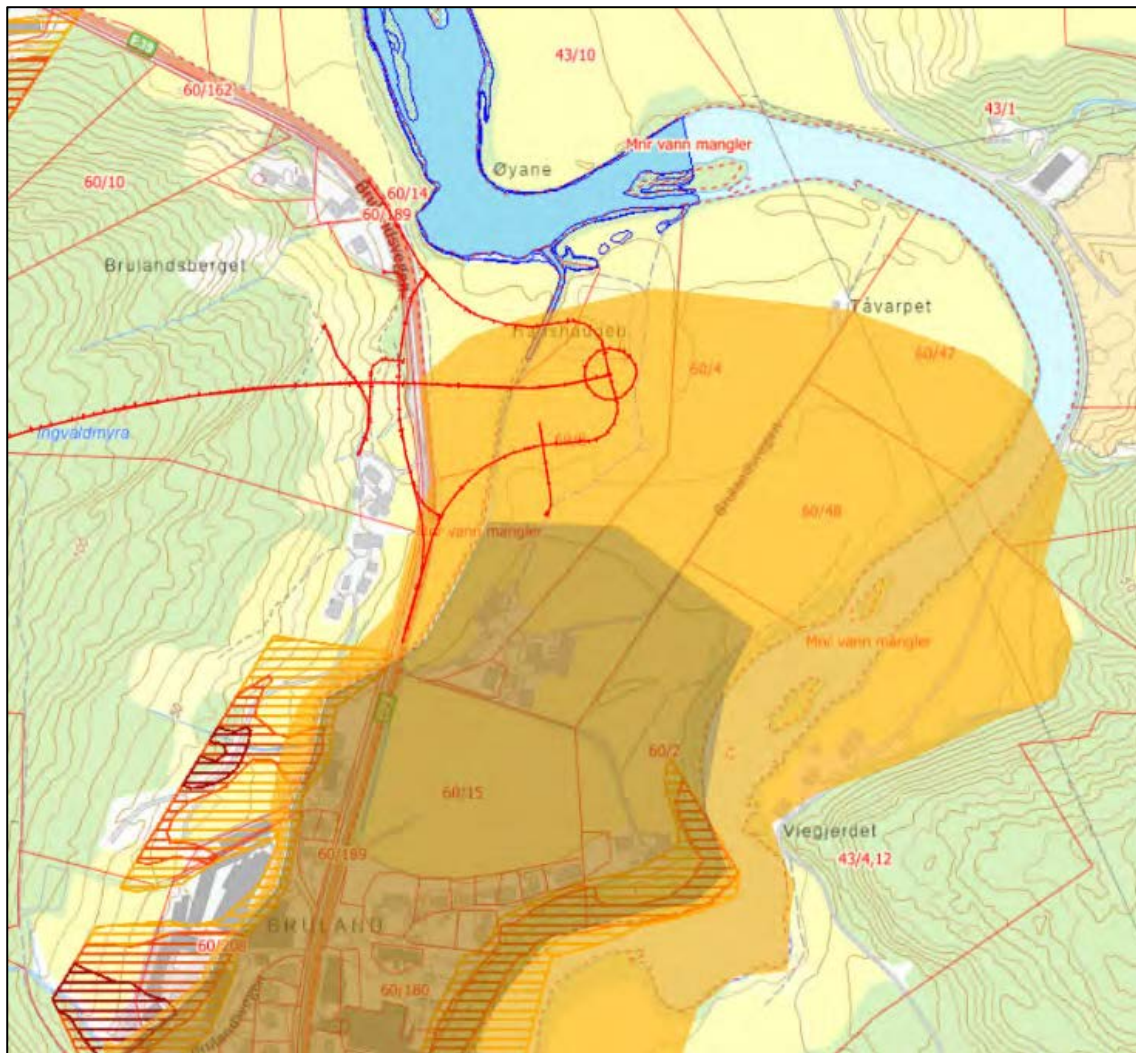 E39
43/10
60/162
43/1
Mnr vann mangler
Øyane
60/10
60/14
60/189
Brulandsberget
Tåvarpet
60/47
60/4
Ingvaldmyra
60/48
vann mangler
Mnr vann mangler
60/2
60/15
Viegjerdet
60/189
43/4,12
BRULAND
60/208
60/180